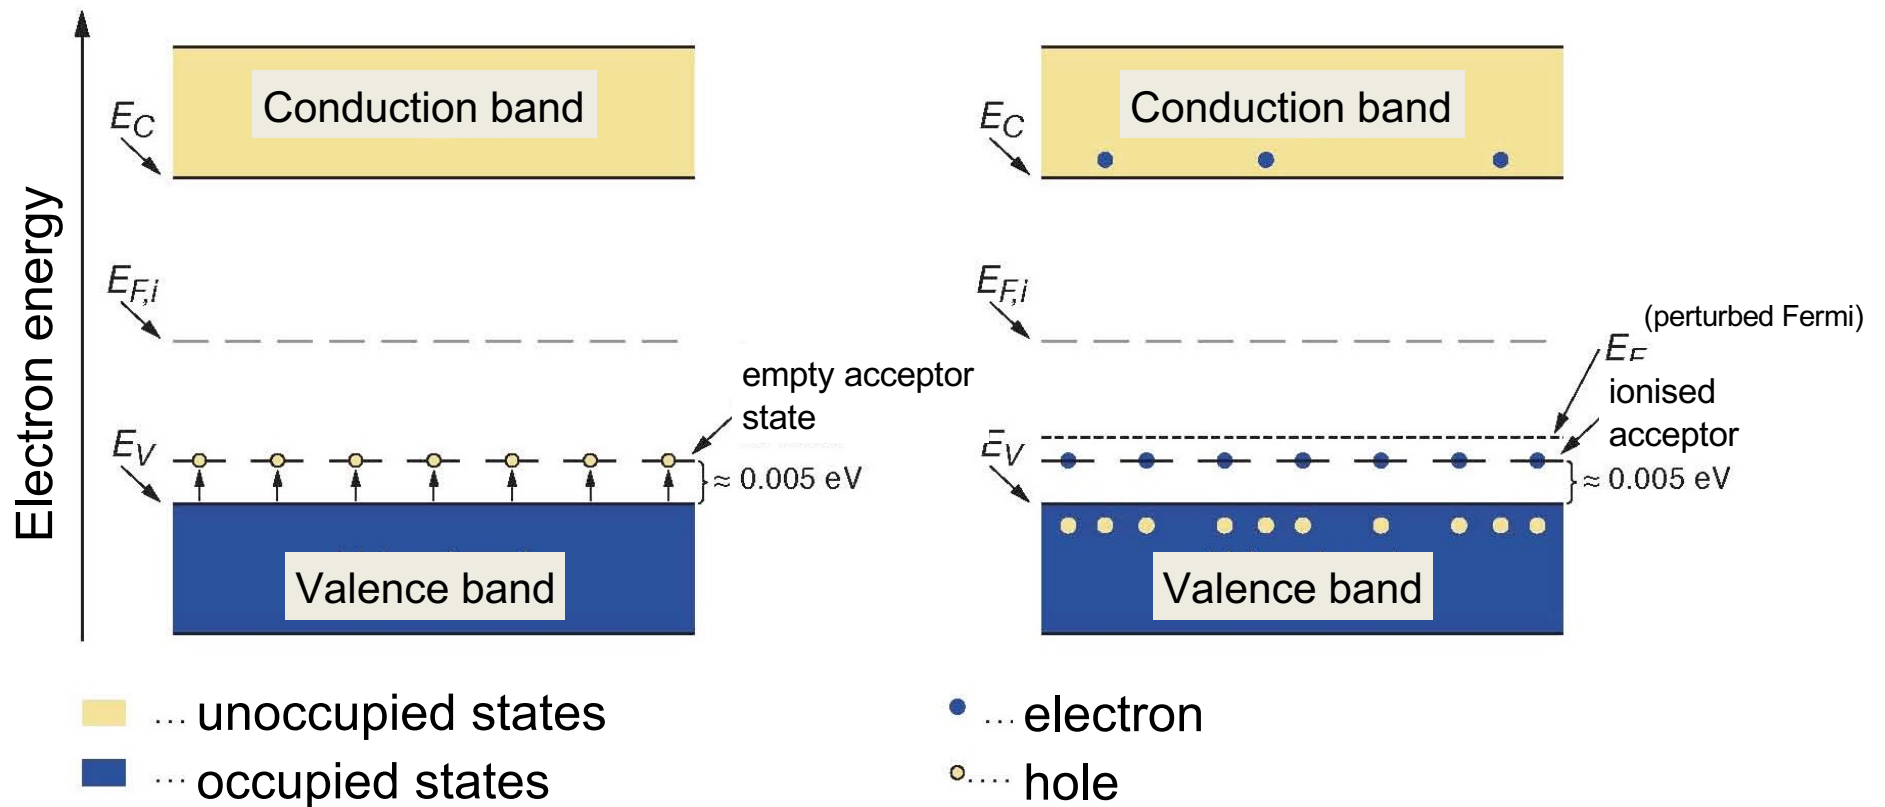 Electron energy
Conduction band
E_C
E_F,i
empty acceptor
state
E_V
≈ 0.005 eV
Valence band
Conduction band
E_C
E_F,i
(perturbed Fermi)
E_F
ionised
acceptor
E_V
≈ 0.005 eV
Valence band
... unoccupied states
... occupied states
... electron
.... hole